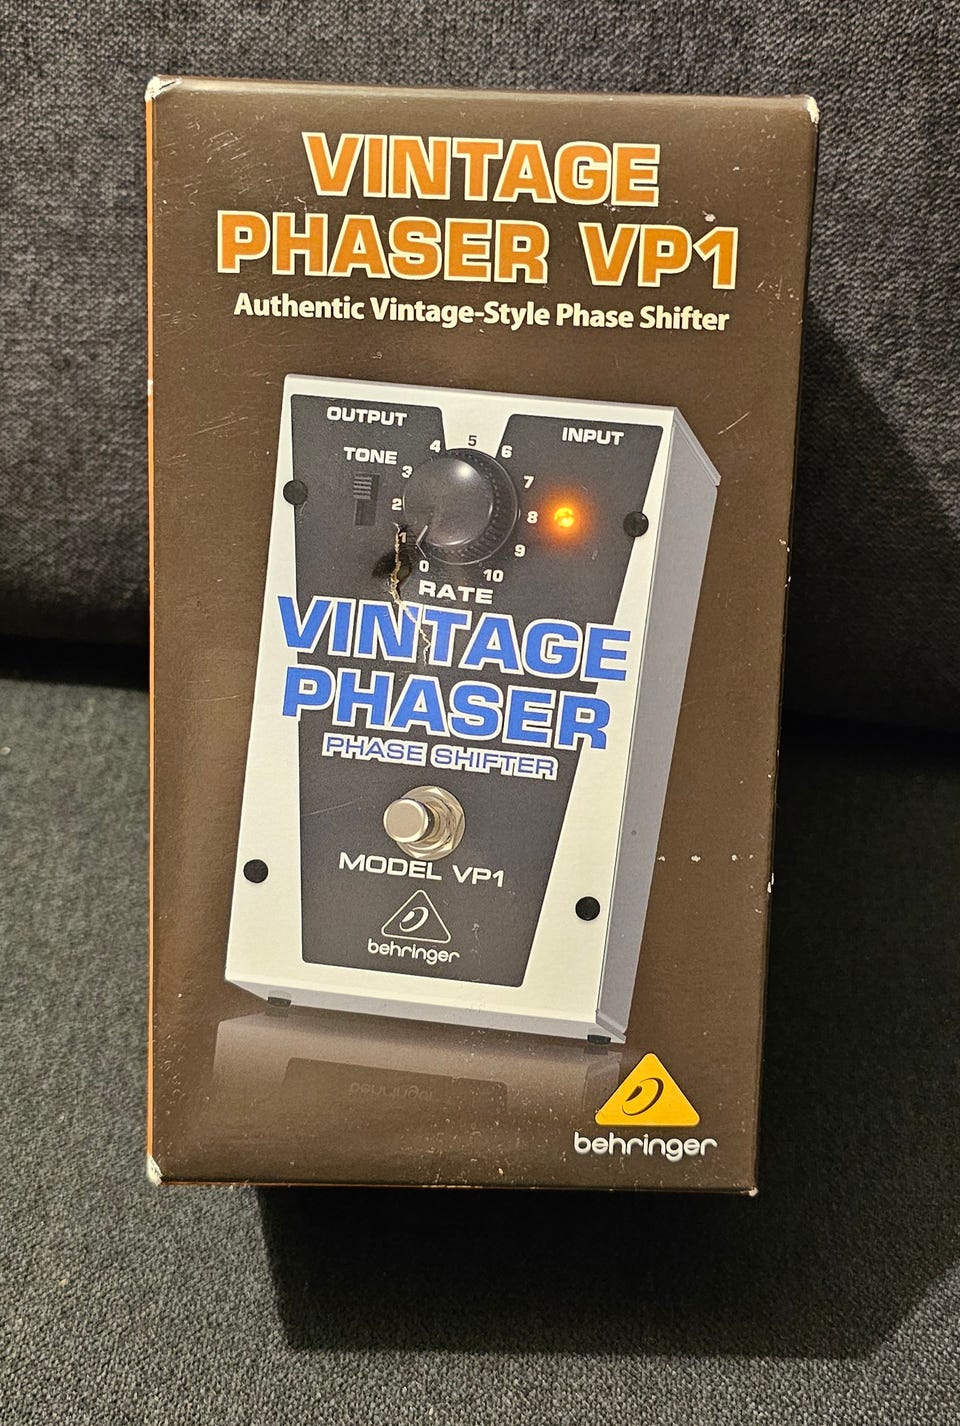 VINTAGE
PHASER VP1
Authentic Vintage-Style Phase Shifter
OUTPUT
INPUT
TONE
0
1
2
3
4
5
6
7
8
9
10
RATE
VINTAGE
PHASER
PHASE SHIFTER
MODEL VP1
behringer
behringer
behringer